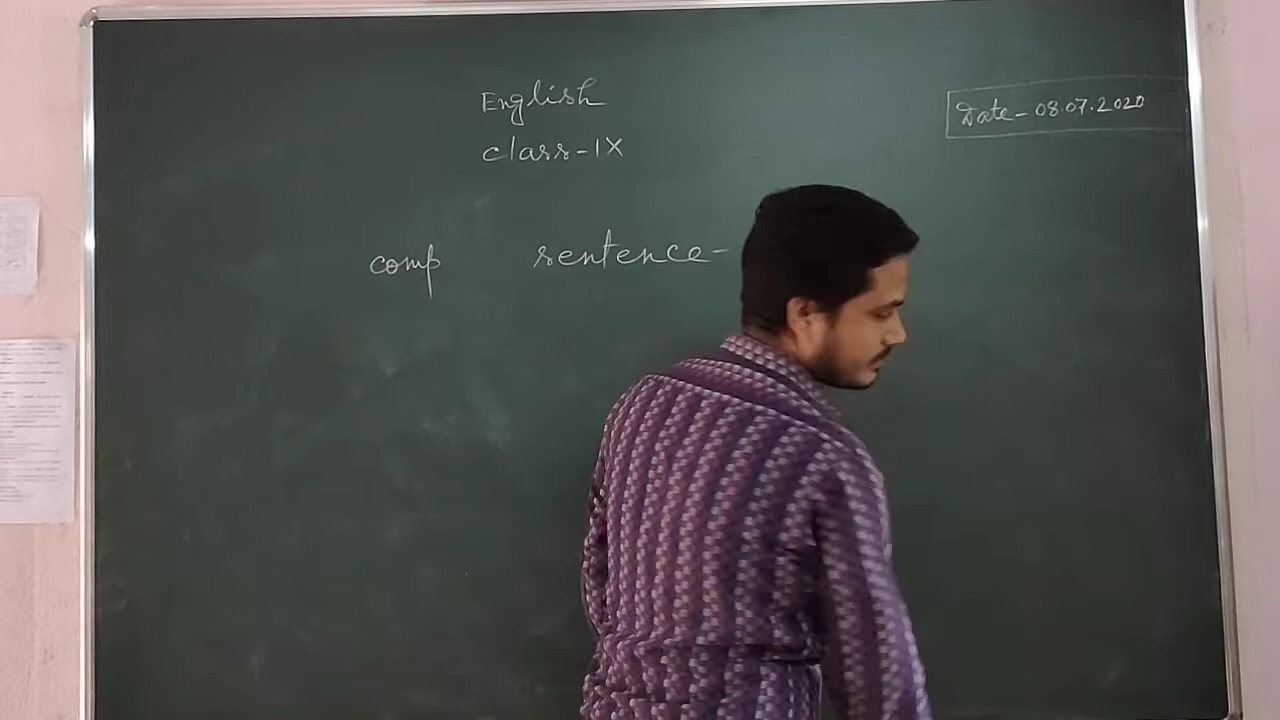 English
Date- 08.07.2020
class-IX
comp sentence-